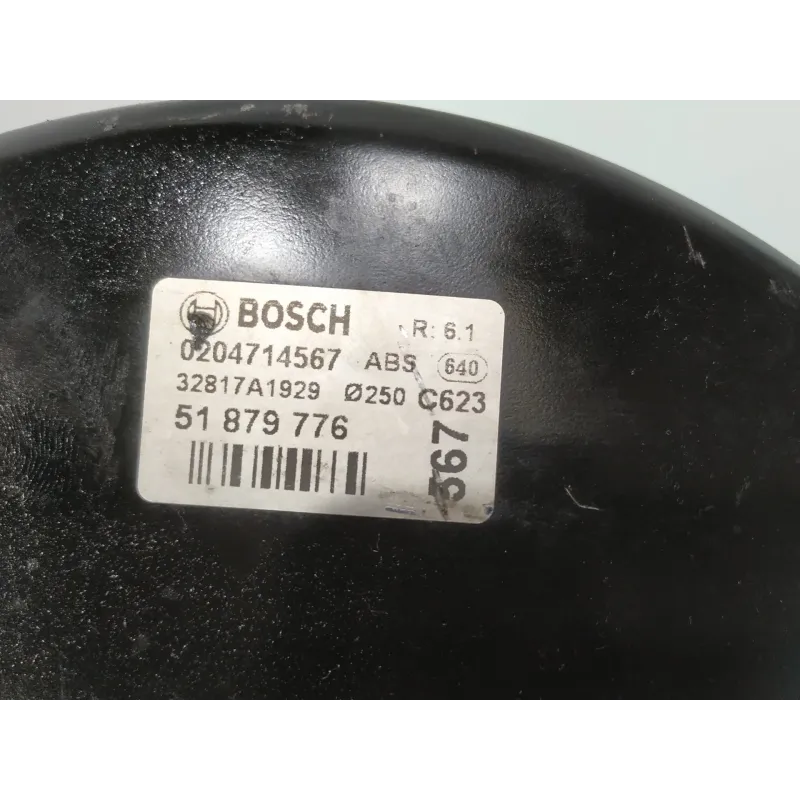 BOSCH R: 6.1
0204714567 ABS 640
32817A1929 Ø250 C623
51 879 776
567